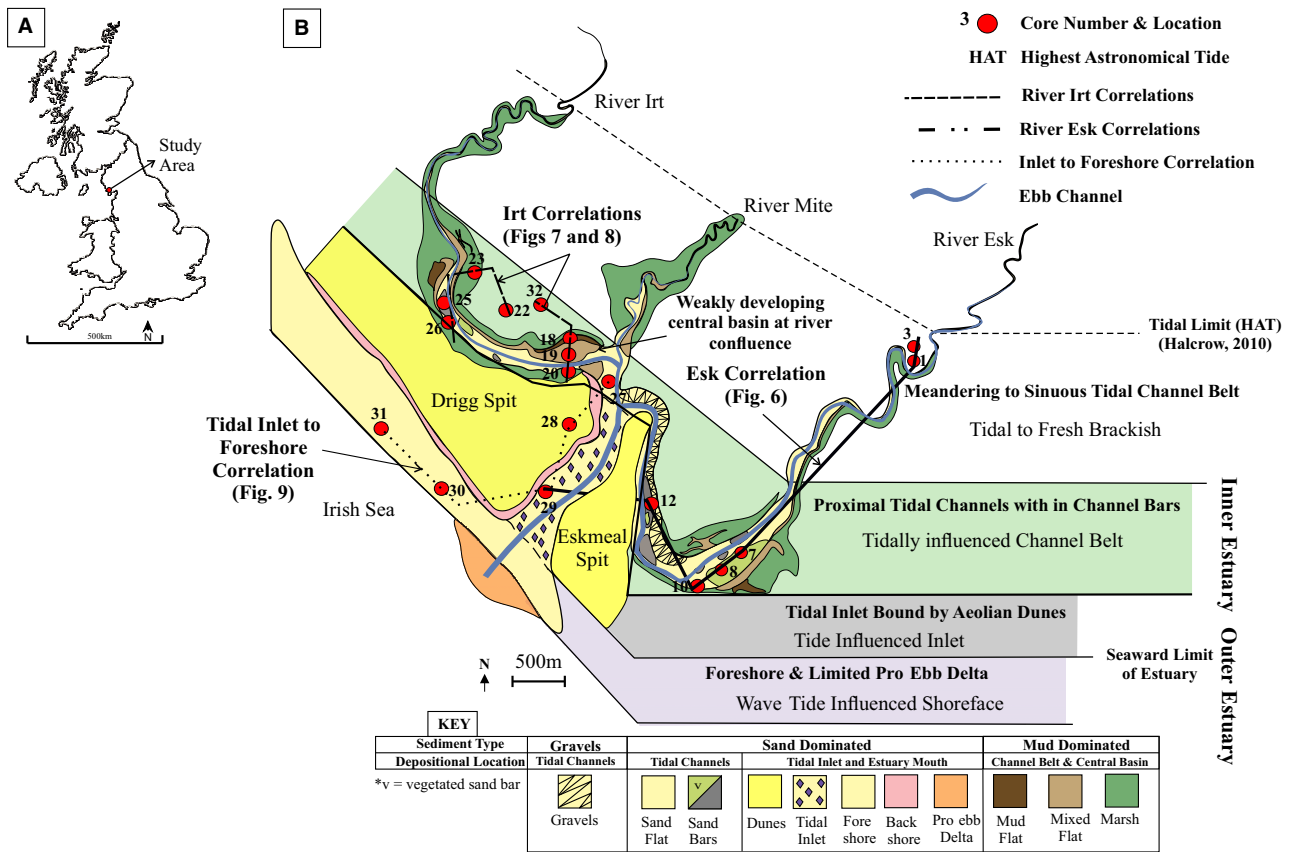 A
Study
Area
500km
N
B
3 Core Number & Location
HAT Highest Astronomical Tide
River Irt Correlations
River Esk Correlations
Inlet to Foreshore Correlation
Ebb Channel
River Irt
River Mite
River Esk
Irt Correlations
(Figs 7 and 8)
23
22
32
25
26
18
19
20
27
Weakly developing
central basin at river
confluence
3
1
Tidal Limit (HAT)
(Halcrow, 2010)
Esk Correlation
(Fig. 6)
Meandering to Sinuous Tidal Channel Belt
Tidal to Fresh Brackish
Drigg Spit
28
31
Tidal Inlet to
Foreshore
Correlation
(Fig. 9)
30
29
Irish Sea
12
7
8
10
Eskmeal
Spit
Proximal Tidal Channels with in Channel Bars
Tidally influenced Channel Belt
Inner Estuary
Tidal Inlet Bound by Aeolian Dunes
Tide Influenced Inlet
Seaward Limit
of Estuary
Outer Estuary
Foreshore & Limited Pro Ebb Delta
Wave Tide Influenced Shoreface
N
500m
KEY
Sediment Type Gravels Sand Dominated Mud Dominated
Depositional Location Tidal Channels Tidal Channels Tidal Inlet and Estuary Mouth Channel Belt & Central Basin
*v = vegetated sand bar
v
Gravels
Sand
Flat
Sand
Bars
Dunes
Tidal
Inlet
Fore
shore
Back
shore
Pro ebb
Delta
Mud
Flat
Mixed
Flat
Marsh